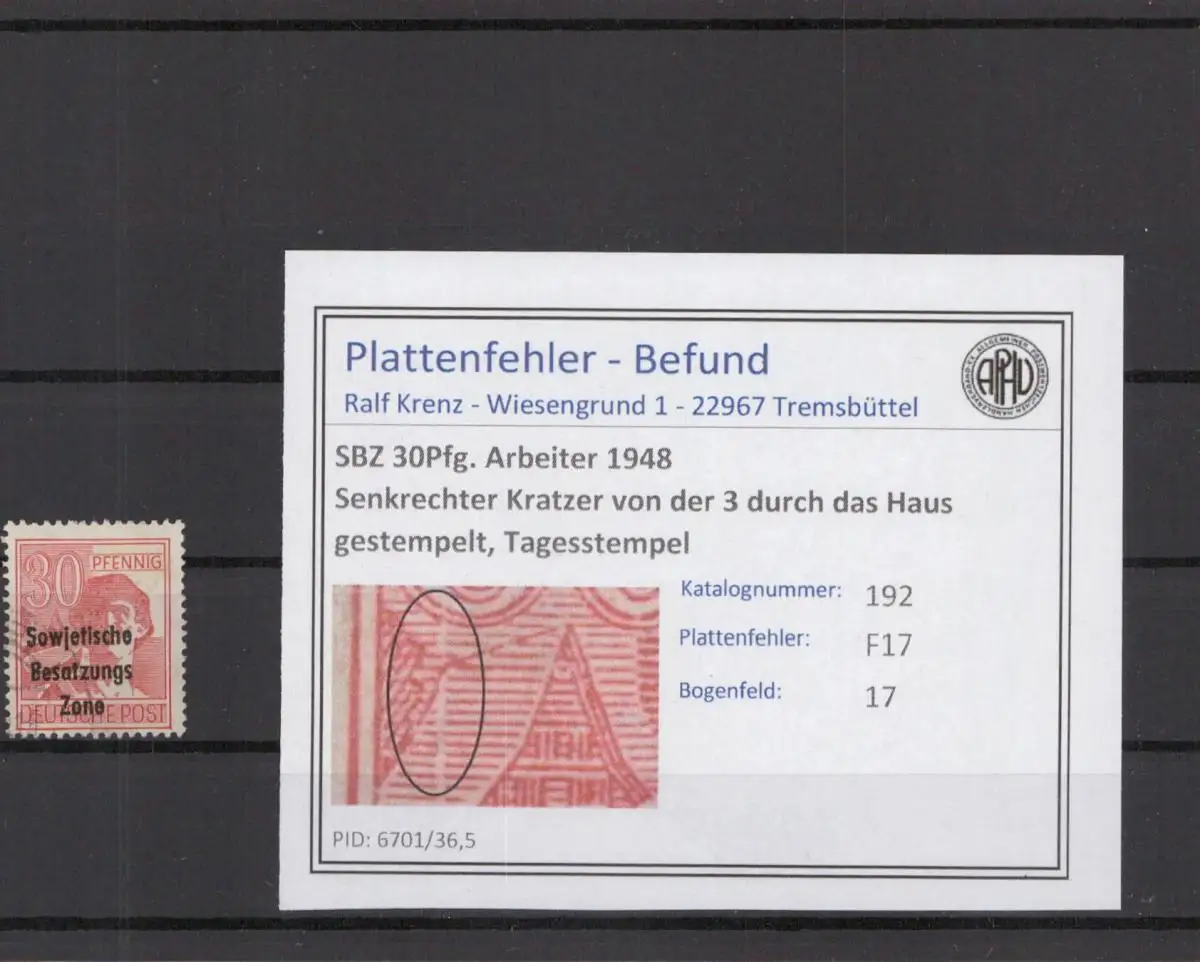 30 PFENNIG
Sowjetische
Besatzungs
Zone
DEUTSCHE POST
Plattenfehler - Befund
Ralf Krenz - Wiesengrund 1 - 22967 Tremsbüttel
APHV
SBZ 30Pfg. Arbeiter 1948
Senkrechter Kratzer von der 3 durch das Haus
gestempelt, Tagesstempel
Katalognummer: 192
Plattenfehler: F17
Bogenfeld: 17
PID: 6701/36,5